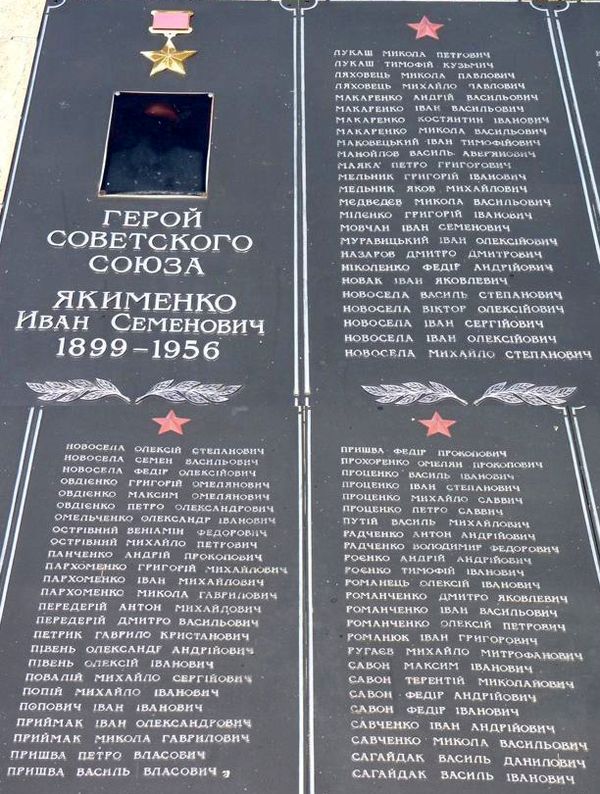 ГЕРОЙ
СОВЕТСКОГО
СОЮЗА
ЯКИМЕНКО
ИВАН СЕМЕНОВИЧ
1899-1956
ЛУКАШ МИКОЛА ПЕТРОВИЧ
ЛУКАШ ТИМОФІЙ КУЗЬМИЧ
ЛЯХОВЕЦЬ МИКОЛА ПАВЛОВИЧ
ЛЯХОВЕЦЬ МИХАЙЛО ПАВЛОВИЧ
МАКАРЕНКО АНДРІЙ ВАСИЛЬОВИЧ
МАКАРЕНКО ІВАН ВАСИЛЬОВИЧ
МАКАРЕНКО КОСТЯНТИН ІВАНОВИЧ
МАКАРЕНКО МИКОЛА ВАСИЛЬОВИЧ
МАКОВЕЦЬКИЙ ІВАН ТИМОФІЙОВИЧ
МАНОЙЛОВ ВАСИЛЬ АВЕРЯНОВИЧ
МАЯКА ПЕТРО ГРИГОРОВИЧ
МЕЛЬНИК ГРИГОРІЙ ІВАНОВИЧ
МЕЛЬНИК ЯКОВ МИХАЙЛОВИЧ
МЕДВЄДЄВ МИКОЛА ВАСИЛЬОВИЧ
МІЛЕНКО ГРИГОРІЙ ІВАНОВИЧ
МОВЧАН ІВАН СЕМЕНОВИЧ
МУРАВИЦЬКИЙ ІВАН ОЛЕКСІЙОВИЧ
НАЗАРОВ ДМИТРО ДМИТРОВИЧ
НІКОЛЕНКО ФЕДІР АНДРІЙОВИЧ
НОВАК ІВАН ЯКОВЛЕВИЧ
НОВОСЕЛА ВАСИЛЬ СТЕПАНОВИЧ
НОВОСЕЛА ВІКТОР ОЛЕКСІЙОВИЧ
НОВОСЕЛА ІВАН СЕРГІЙОВИЧ
НОВОСЕЛА ІВАН ОЛЕКСІЙОВИЧ
НОВОСЕЛА МИХАЙЛО СТЕПАНОВИЧ
НОВОСЕЛА ОЛЕКСІЙ СТЕПАНОВИЧ
НОВОСЕЛА СЕМЕН ВАСИЛЬОВИЧ
НОВОСЕЛА ФЕДІР ОЛЕКСІЙОВИЧ
ОВДІЄНКО ГРИГОРІЙ ОМЕЛЯНОВИЧ
ОВДІЄНКО МАКСИМ ОМЕЛЯНОВИЧ
ОВДІЄНКО ПЕТРО ОЛЕКСАНДРОВИЧ
ОМЕЛЬЧЕНКО ОЛЕКСАНДР ІВАНОВИЧ
ОСТРІВНИЙ ВЕНІАМІН ФЕДОРОВИЧ
ОСТРІВНИЙ МИХАЙЛО ПЕТРОВИЧ
ПАНЧЕНКО АНДРІЙ ПРОКОПОВИЧ
ПАРХОМЕНКО ГРИГОРІЙ МИХАЙЛОВИЧ
ПАРХОМЕНКО ІВАН МИХАЙЛОВИЧ
ПАРХОМЕНКО МИКОЛА ГАВРИЛОВИЧ
ПЕРЕДЕРІЙ АНТОН МИХАЙЛОВИЧ
ПЕРЕДЕРІЙ ДМИТРО ВАСИЛЬОВИЧ
ПЕТРИК ГАВРИЛО КРИСТАНОВИЧ
ПІВЕНЬ ОЛЕКСАНДР АНДРІЙОВИЧ
ПІВЕНЬ ОЛЕКСІЙ ІВАНОВИЧ
ПОВАЛІЙ МИХАЙЛО СЕРГІЙОВИЧ
ПОПІЙ МИХАЙЛО ІВАНОВИЧ
ПОПОВИЧ ІВАН ІВАНОВИЧ
ПРИЙМАК ІВАН ОЛЕКСАНДРОВИЧ
ПРИЙМАК МИКОЛА ГАВРИЛОВИЧ
ПРИШВА ПЕТРО ВЛАСОВИЧ
ПРИШВА ВАСИЛЬ ВЛАСОВИЧ
ПРИШВА ФЕДІР ПРОКОПОВИЧ
ПРОХОРЕНКО ОМЕЛЯН ПРОКОПОВИЧ
ПРОЦЕНКО ВАСИЛЬ ІВАНОВИЧ
ПРОЦЕНКО ІВАН СТЕПАНОВИЧ
ПРОЦЕНКО МИХАЙЛО САВВИЧ
ПРОЦЕНКО ПЕТРО САВВИЧ
ПУТІЙ ВАСИЛЬ МИХАЙЛОВИЧ
РАДЧЕНКО АНТОН АНДРІЙОВИЧ
РАДЧЕНКО ВОЛОДИМИР ФЕДОРОВИЧ
РОЄНКО АНДРІЙ АНДРІЙОВИЧ
РОЄНКО ТИМОФІЙ ІВАНОВИЧ
РОМАНЕЦЬ ОЛЕКСІЙ ІВАНОВИЧ
РОМАНЧЕНКО ДМИТРО ЯКОВЛЕВИЧ
РОМАНЧЕНКО ІВАН ВАСИЛЬОВИЧ
РОМАНЧЕНКО ОЛЕКСІЙ ПЕТРОВИЧ
РОМАНЮК ІВАН ГРИГОРОВИЧ
РУГАЄВ МИХАЙЛО МИТРОФАНОВИЧ
САВОН МАКСИМ ІВАНОВИЧ
САВОН ТЕРЕНТІЙ МИКОЛАЙОВИЧ
САВОН ФЕДІР АНДРІЙОВИЧ
САВОН ФЕДІР ІВАНОВИЧ
САВЧЕНКО ІВАН АНДРІЙОВИЧ
САВЧЕНКО МИКОЛА ВАСИЛЬОВИЧ
САГАЙДАК ВАСИЛЬ ДАНИЛОВИЧ
САГАЙДАК ВАСИЛЬ ІВАНОВИЧ